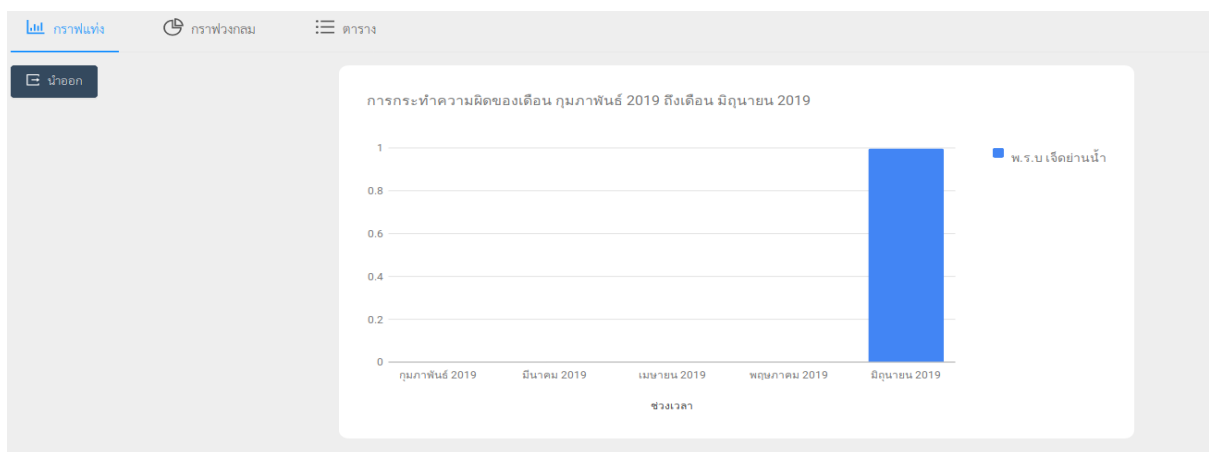 กราฟแท่ง กราฟวงกลม ตาราง
นำออก
การกระทำความผิดของเดือน กุมภาพันธ์ 2019 ถึงเดือน มิถุนายน 2019
1
พ.ร.บ เจ็ดย่านน้ำ
0.8
0.6
0.4
0.2
0
กุมภาพันธ์ 2019 มีนาคม 2019 เมษายน 2019 พฤษภาคม 2019 มิถุนายน 2019
ช่วงเวลา